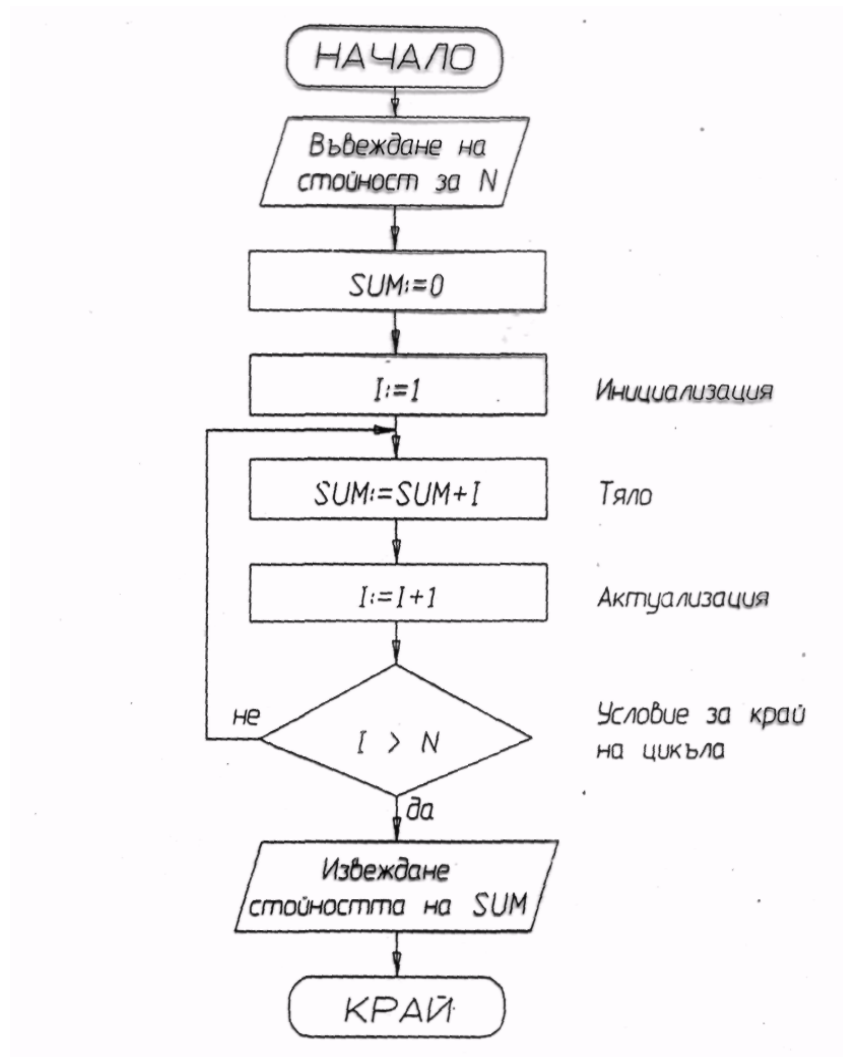 НАЧАЛО
Въвеждане на
стойност за N
SUM:=0
I:=1
Инициализация
SUM:=SUM+I
Тяло
I:=I+1
Актуализация
не
I > N
Условие за край
на цикъла
да
Извеждане
стойността на SUM
КРАЙ